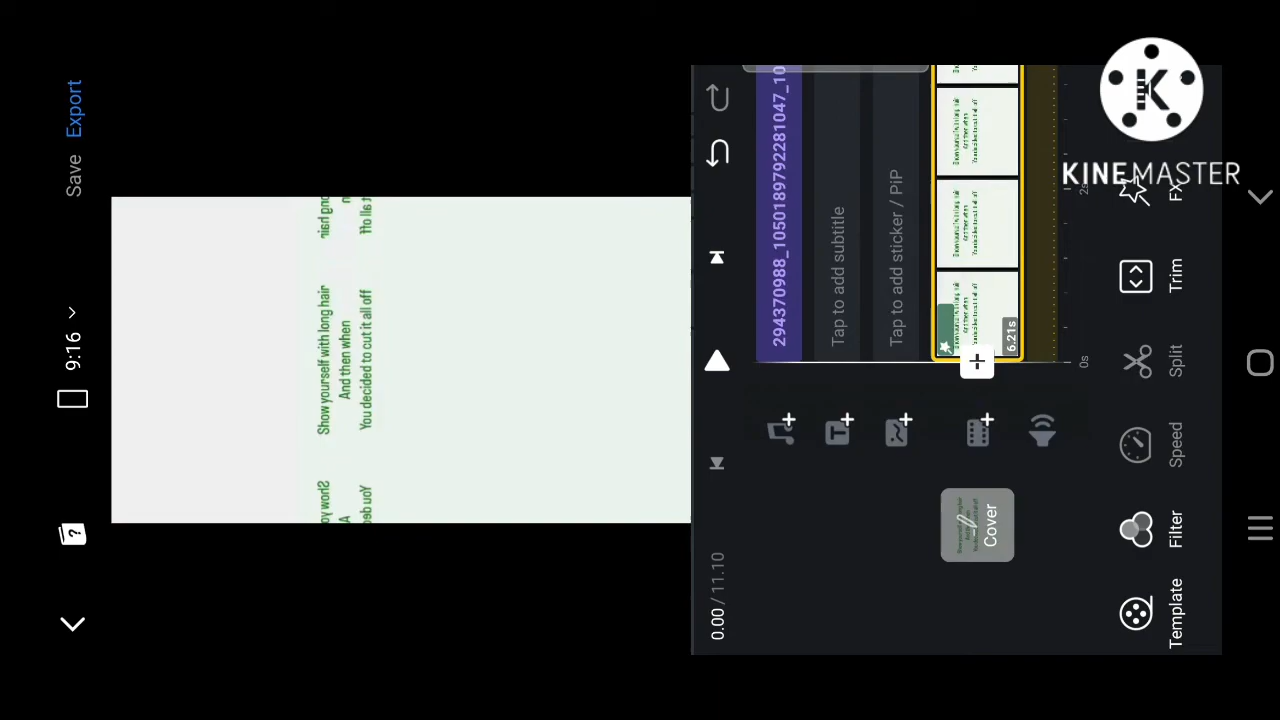 Save
Export
9:16
Show yourself with long hair
And then when
You decided to cut it all off
0.00 / 11.10
294370988_1050189792281047_10
Tap to add subtitle
Tap to add sticker / PiP
6.21s
0s
Cover
Template
Filter
Speed
Split
Trim
FX
KINEMASTER